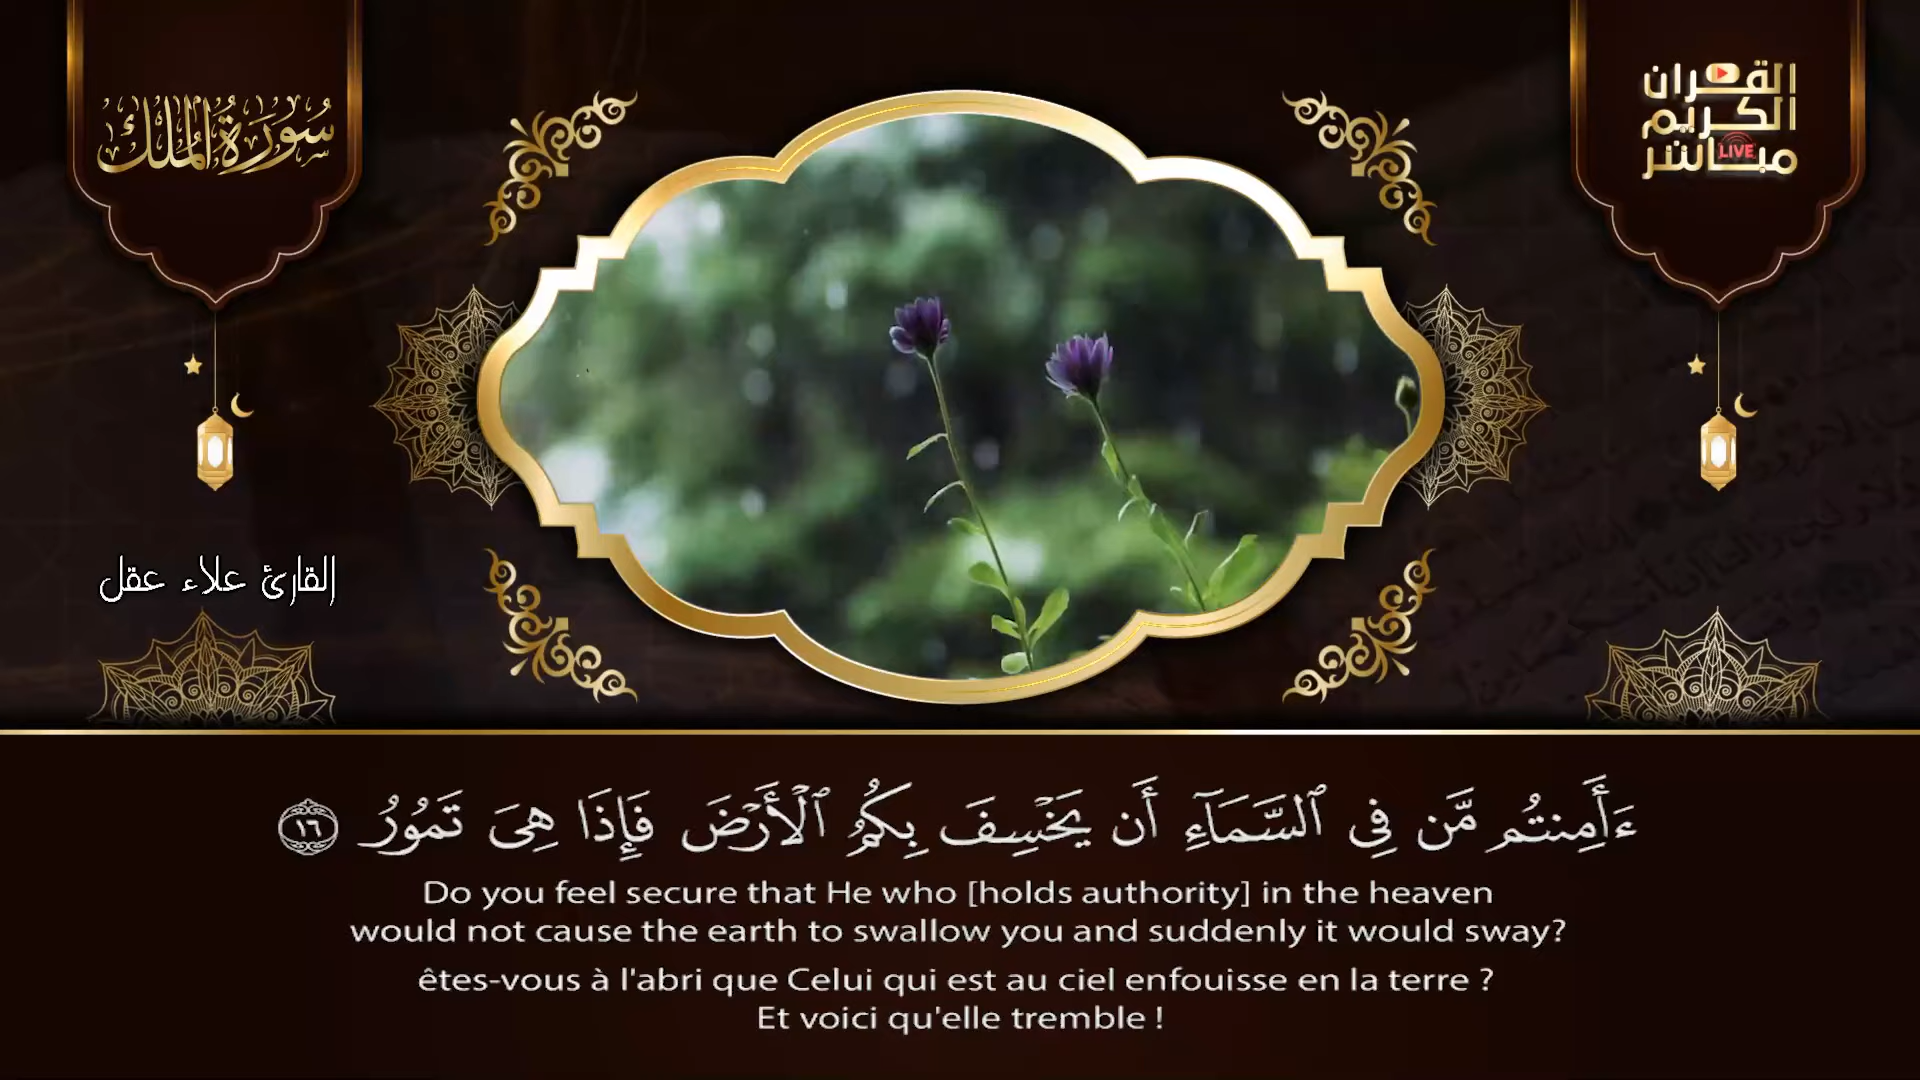 سُورَةُ المُلك
القرآن
الكريم
مباشر
LIVE
القارئ علاء عقل
ءَأَمِنتُم مَّن فِى ٱلسَّمَآءِ أَن يَخْسِفَ بِكُمُ ٱلْأَرْضَ فَإِذَا هِىَ تَمُورُ ١٦
Do you feel secure that He who [holds authority] in the heaven
would not cause the earth to swallow you and suddenly it would sway?
êtes-vous à l'abri que Celui qui est au ciel enfouisse en la terre ?
Et voici qu'elle tremble !